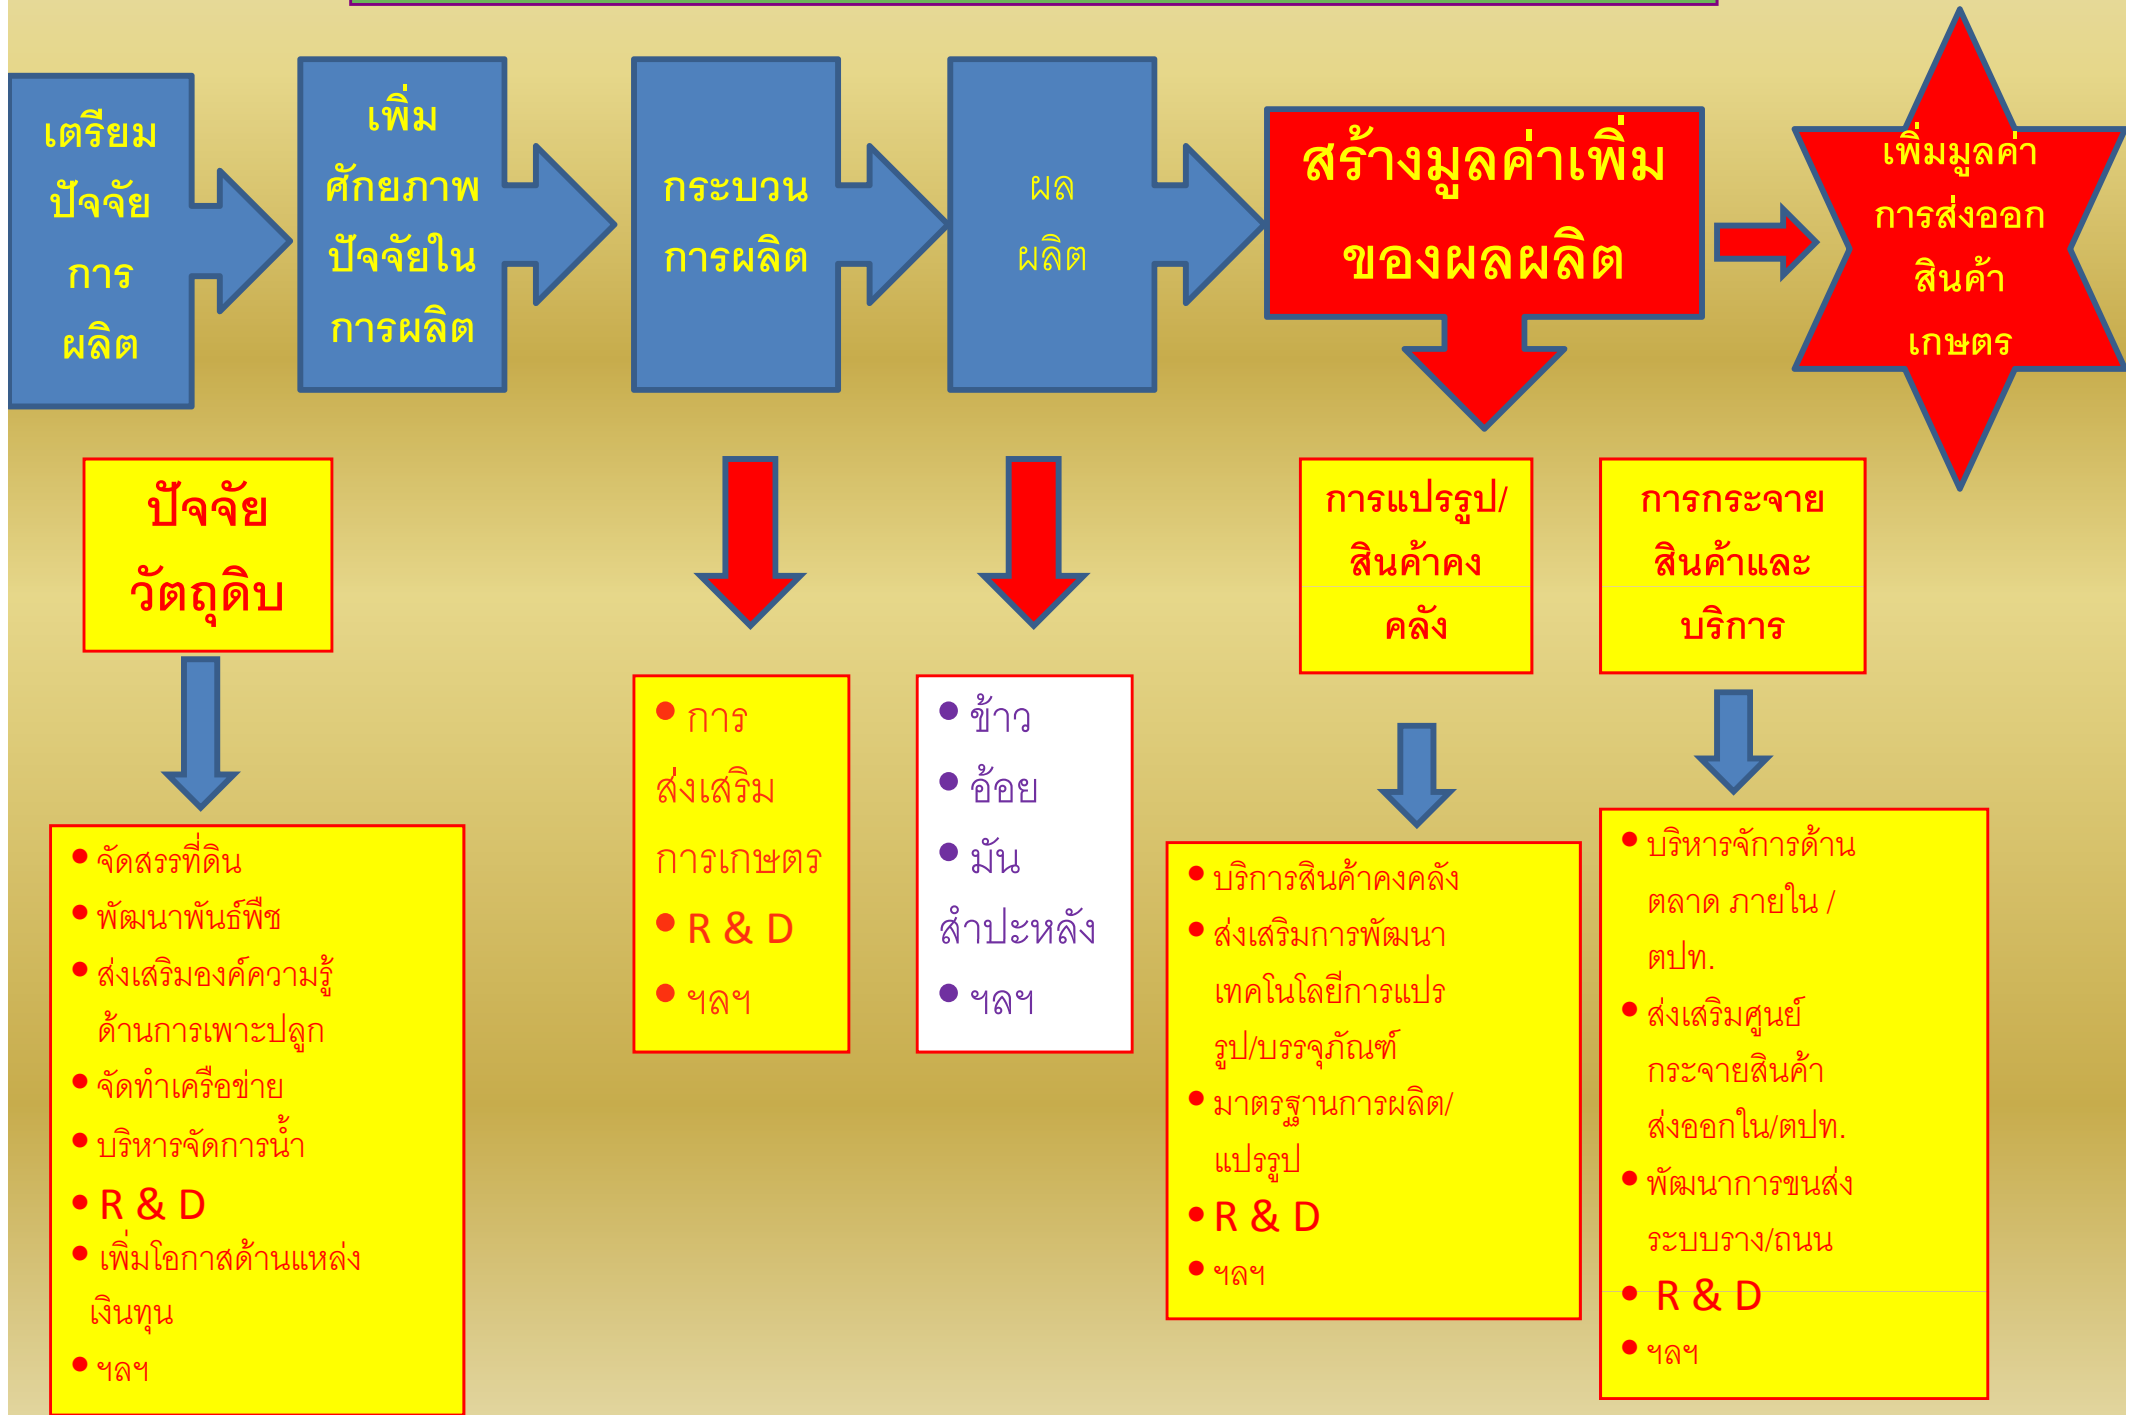 เตรียม
ปัจจัย
การ
ผลิต
เพิ่ม
ศักยภาพ
ปัจจัยใน
การผลิต
กระบวน
การผลิต
ผล
ผลิต
สร้างมูลค่าเพิ่ม
ของผลผลิต
เพิ่มมูลค่า
การส่งออก
สินค้า
เกษตร
ปัจจัย
วัตถุดิบ
การแปรรูป/
สินค้าคง
คลัง
การกระจาย
สินค้าและ
บริการ
• จัดสรรที่ดิน
• พัฒนาพันธ์พืช
• ส่งเสริมองค์ความรู้
ด้านการเพาะปลูก
• จัดทำเครือข่าย
• บริหารจัดการน้ำ
• R & D
• เพิ่มโอกาสด้านแหล่ง
เงินทุน
• ฯลฯ
• การ
ส่งเสริม
การเกษตร
• R & D
• ฯลฯ
• ข้าว
• อ้อย
• มัน
สำปะหลัง
• ฯลฯ
• บริการสินค้าคงคลัง
• ส่งเสริมการพัฒนา
เทคโนโลยีการแปร
รูป/บรรจุภัณฑ์
• มาตรฐานการผลิต/
แปรรูป
• R & D
• ฯลฯ
• บริหารจัการด้าน
ตลาด ภายใน /
ตปท.
• ส่งเสริมศูนย์
กระจายสินค้า
ส่งออกใน/ตปท.
• พัฒนาการขนส่ง
ระบบราง/ถนน
• R & D
• ฯลฯ